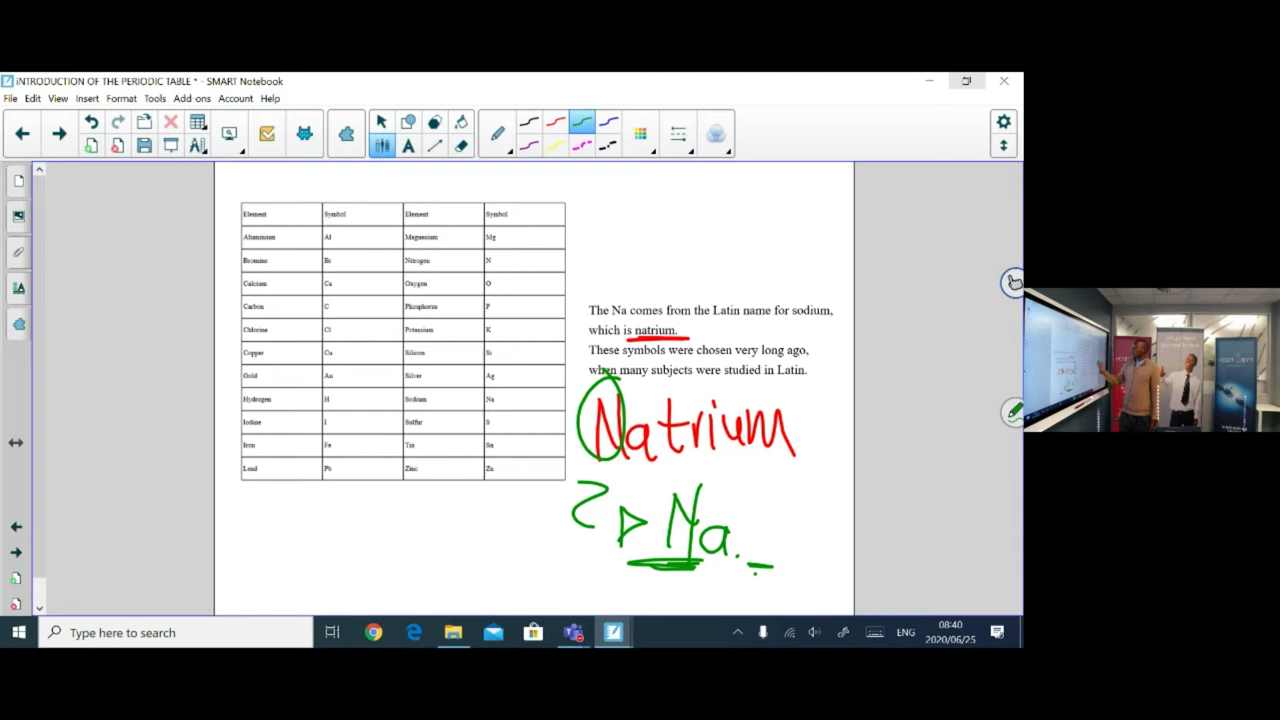 iNTRODUCTION OF THE PERIODIC TABLE * - SMART Notebook
File Edit View Insert Format Tools Add-ons Account Help
Element Symbol Element Symbol
Aluminium Al Magnesium Mg
Bromine Br Nitrogen N
Calcium Ca Oxygen O
Carbon C Phosphorus P
Chlorine Cl Potassium K
Copper Cu Silicon Si
Gold Au Silver Ag
Hydrogen H Sodium Na
Iodine I Sulfur S
Iron Fe Tin Sn
Lead Pb Zinc Zn
The Na comes from the Latin name for sodium,
which is natrium.
These symbols were chosen very long ago,
when many subjects were studied in Latin.
Natrium
Na.
Type here to search
ENG
08:40
2020/06/25